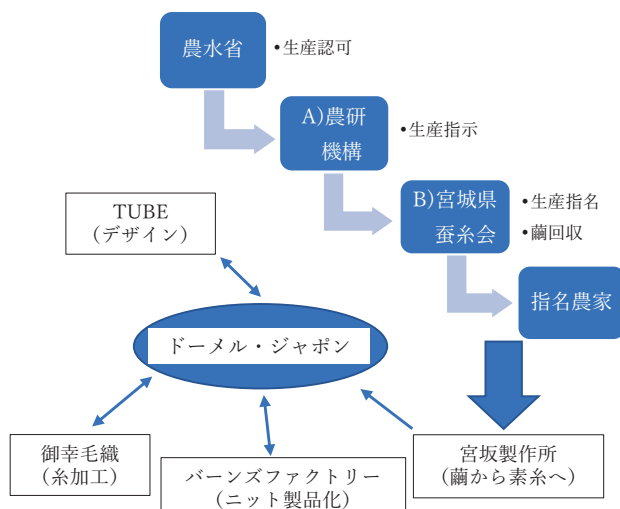 農水省
•生産認可
A)農研
機構
•生産指示
B)宮城県
蚕糸会
•生産指名
•繭回収
指名農家
TUBE
(デザイン)
ドーメル・ジャポン
御幸毛織
(糸加工)
バーンズファクトリー
(ニット製品化)
宮坂製作所
(繭から素糸へ)